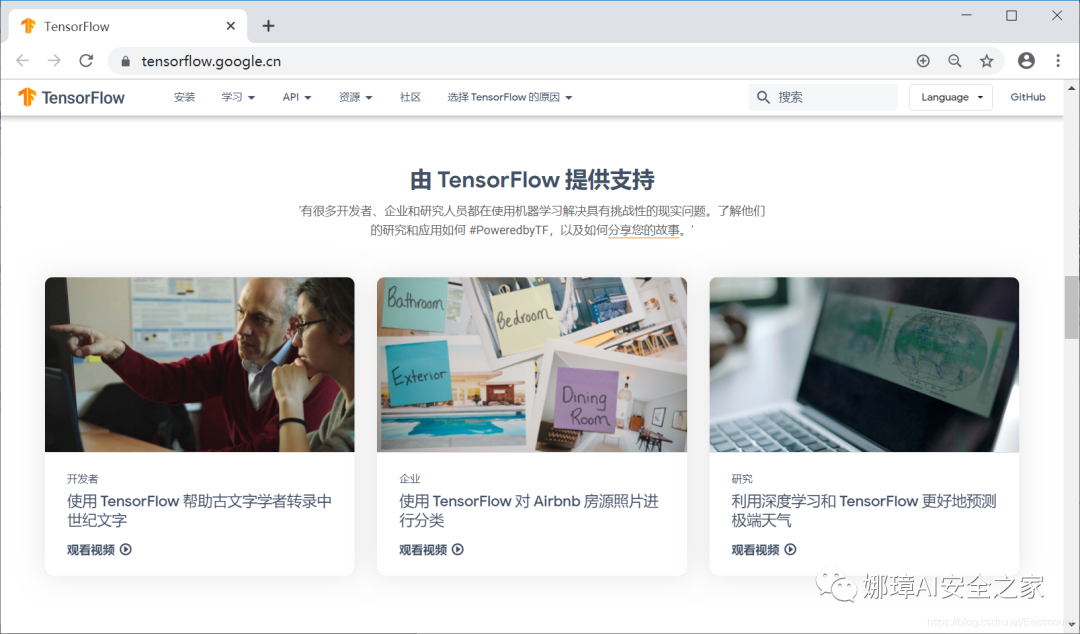 TensorFlow
tensorflow.google.cn
TensorFlow 安装 学习 API 资源 社区 选择 TensorFlow 的原因 搜索 Language GitHub
由 TensorFlow 提供支持
'有很多开发者、企业和研究人员都在使用机器学习解决具有挑战性的现实问题。了解他们
的研究和应用如何 #PoweredbyTF，以及如何分享您的故事。'
Bathroom
Bedroom
Exterior
Dining
Room
开发者
使用 TensorFlow 帮助古文字学者转录中
世纪文字
观看视频
企业
使用 TensorFlow 对 Airbnb 房源照片进
行分类
观看视频
研究
利用深度学习和 TensorFlow 更好地预测
极端天气
观看视频
娜璋AI安全之家